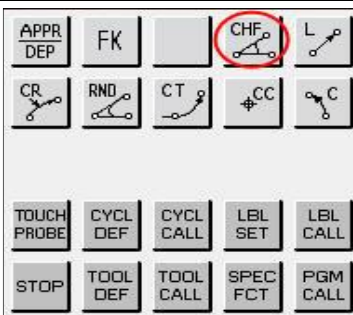 APPR
DEP
FK
CHF
L
CR
RND
CT
CC
C
TOUCH
PROBE
CYCL
DEF
CYCL
CALL
LBL
SET
LBL
CALL
STOP
TOOL
DEF
TOOL
CALL
SPEC
FCT
PGM
CALL